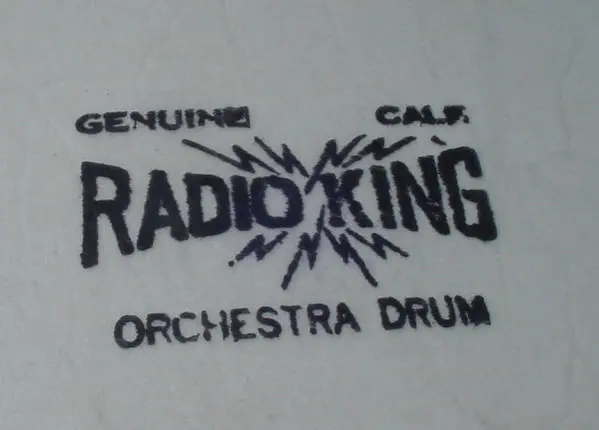 GENUINE CALF
RADIO KING
ORCHESTRA DRUM